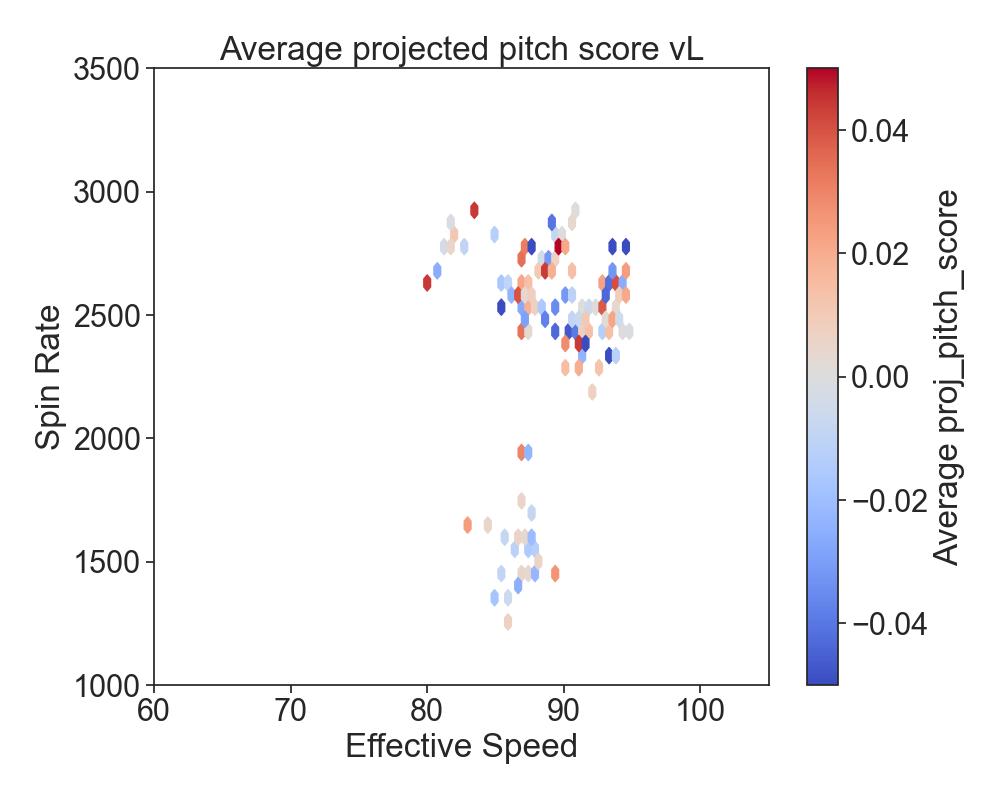 Average projected pitch score vL
3500
3000
2500
2000
1500
1000
Spin Rate
60 70 80 90 100
Effective Speed
0.04
0.02
0.00
−0.02
−0.04
Average proj_pitch_score